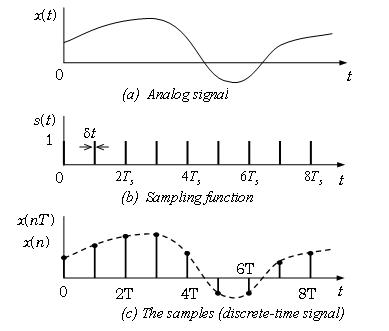 x(t)
0
t
(a) Analog signal
s(t)
δt
1
0
2Ts
4Ts
6Ts
8Ts
t
(b) Sampling function
x(nT)
x(n)
6T
0
2T
4T
8T
t
(c) The samples (discrete-time signal)